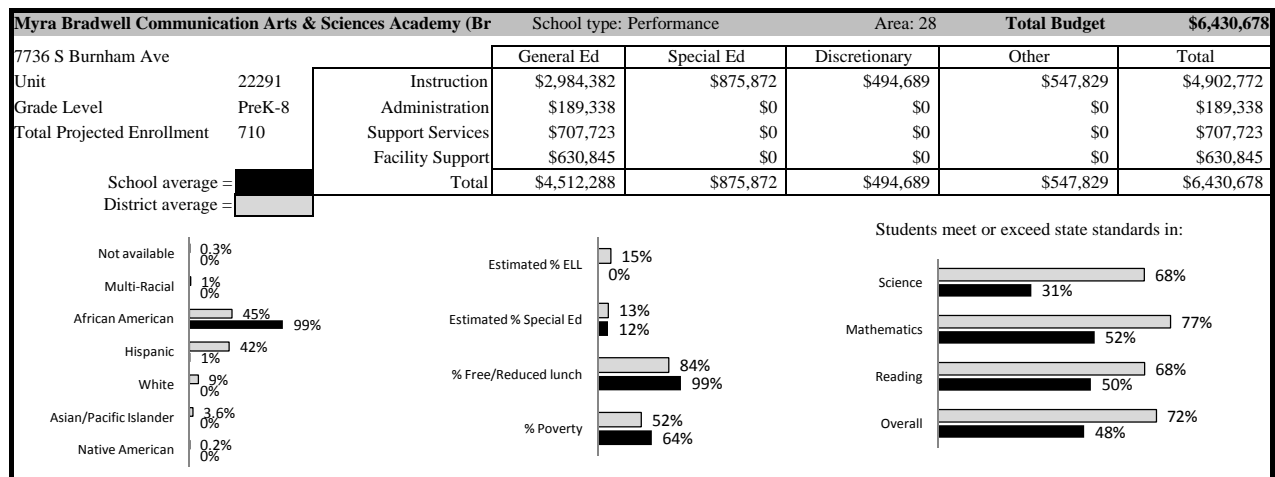 Myra Bradwell Communication Arts & Sciences Academy (Br School type: Performance Area: 28 Total Budget $6,430,678
7736 S Burnham Ave General Ed Special Ed Discretionary Other Total
Unit 22291 Instruction $2,984,382 $875,872 $494,689 $547,829 $4,902,772
Grade Level PreK-8 Administration $189,338 $0 $0 $0 $189,338
Total Projected Enrollment 710 Support Services $707,723 $0 $0 $0 $707,723
Facility Support $630,845 $0 $0 $0 $630,845
School average = Total $4,512,288 $875,872 $494,689 $547,829 $6,430,678
District average =
Not available 0.3% 0%
Multi-Racial 1% 0%
African American 45% 99%
Hispanic 42% 1%
White 9% 0%
Asian/Pacific Islander 3.6% 0%
Native American 0.2% 0%
Estimated % ELL 15% 0%
Estimated % Special Ed 13% 12%
% Free/Reduced lunch 84% 99%
% Poverty 52% 64%
Students meet or exceed state standards in:
Science 68% 31%
Mathematics 77% 52%
Reading 68% 50%
Overall 72% 48%